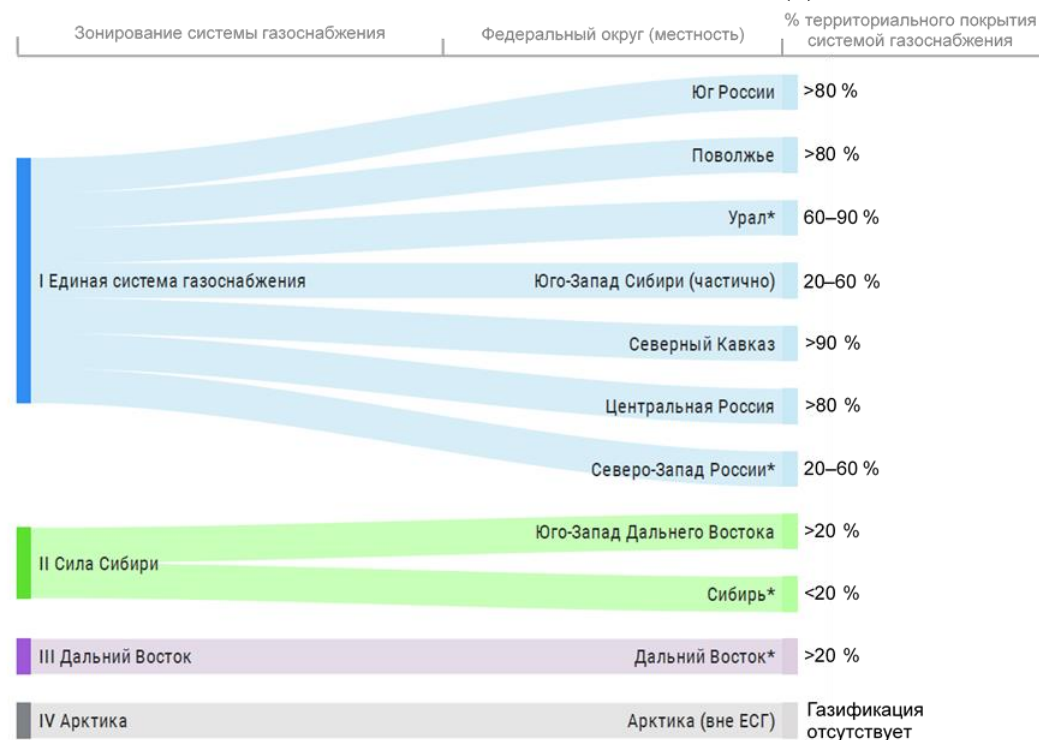 Зонирование системы газоснабжения
Федеральный округ (местность)
% территориального покрытия
системой газоснабжения
Юг России >80 %
Поволжье >80 %
Урал* 60–90 %
I Единая система газоснабжения
Юго-Запад Сибири (частично) 20–60 %
Северный Кавказ >90 %
Центральная Россия >80 %
Северо-Запад России* 20–60 %
II Сила Сибири
Юго-Запад Дальнего Востока >20 %
Сибирь* <20 %
III Дальний Восток
Дальний Восток* >20 %
IV Арктика
Арктика (вне ЕСГ)
Газификация
отсутствует